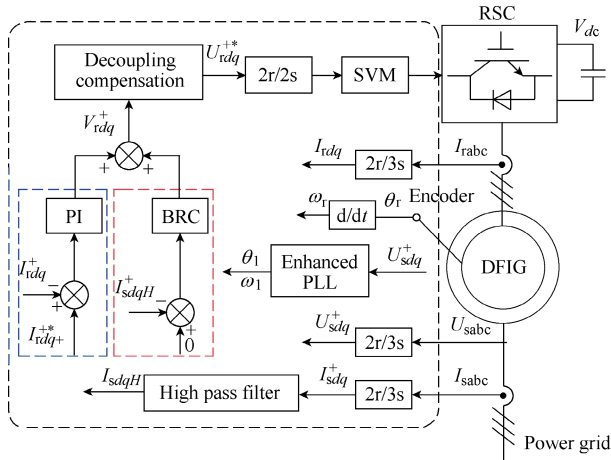 RSC
V_dc
Decoupling
compensation
U_rdq^+*
2r/2s
SVM
V_rdq^+
+
+
I_rdq
2r/3s
I_rabc
PI
BRC
ω_r
d/dt
θ_r
Encoder
DFIG
θ_1
ω_1
Enhanced
PLL
U_sdq^+
I_rdq^+
−
+
I_rdq+^+*
I_sdqH^+
−
+
0
U_sdq^+
2r/3s
U_sabc
I_sdqH
High pass filter
I_sdq^+
2r/3s
I_sabc
Power grid